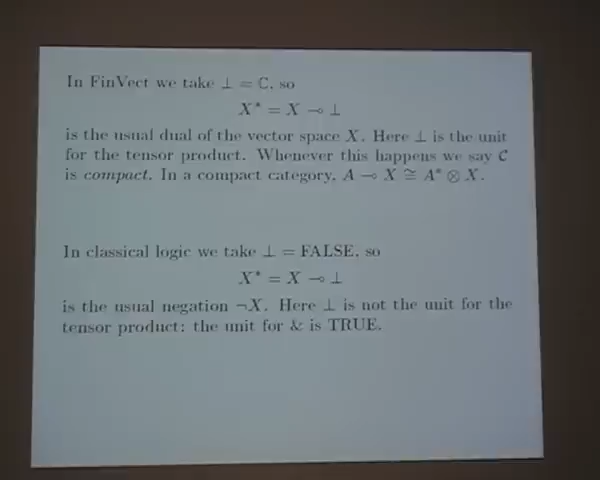 In FinVect we take ⊥ = ℂ, so
X* = X ⊸ ⊥
is the usual dual of the vector space X. Here ⊥ is the unit
for the tensor product. Whenever this happens we say 𝒞
is compact. In a compact category, A ⊸ X ≅ A* ⊗ X.
In classical logic we take ⊥ = FALSE, so
X* = X ⊸ ⊥
is the usual negation ¬X. Here ⊥ is not the unit for the
tensor product: the unit for & is TRUE.